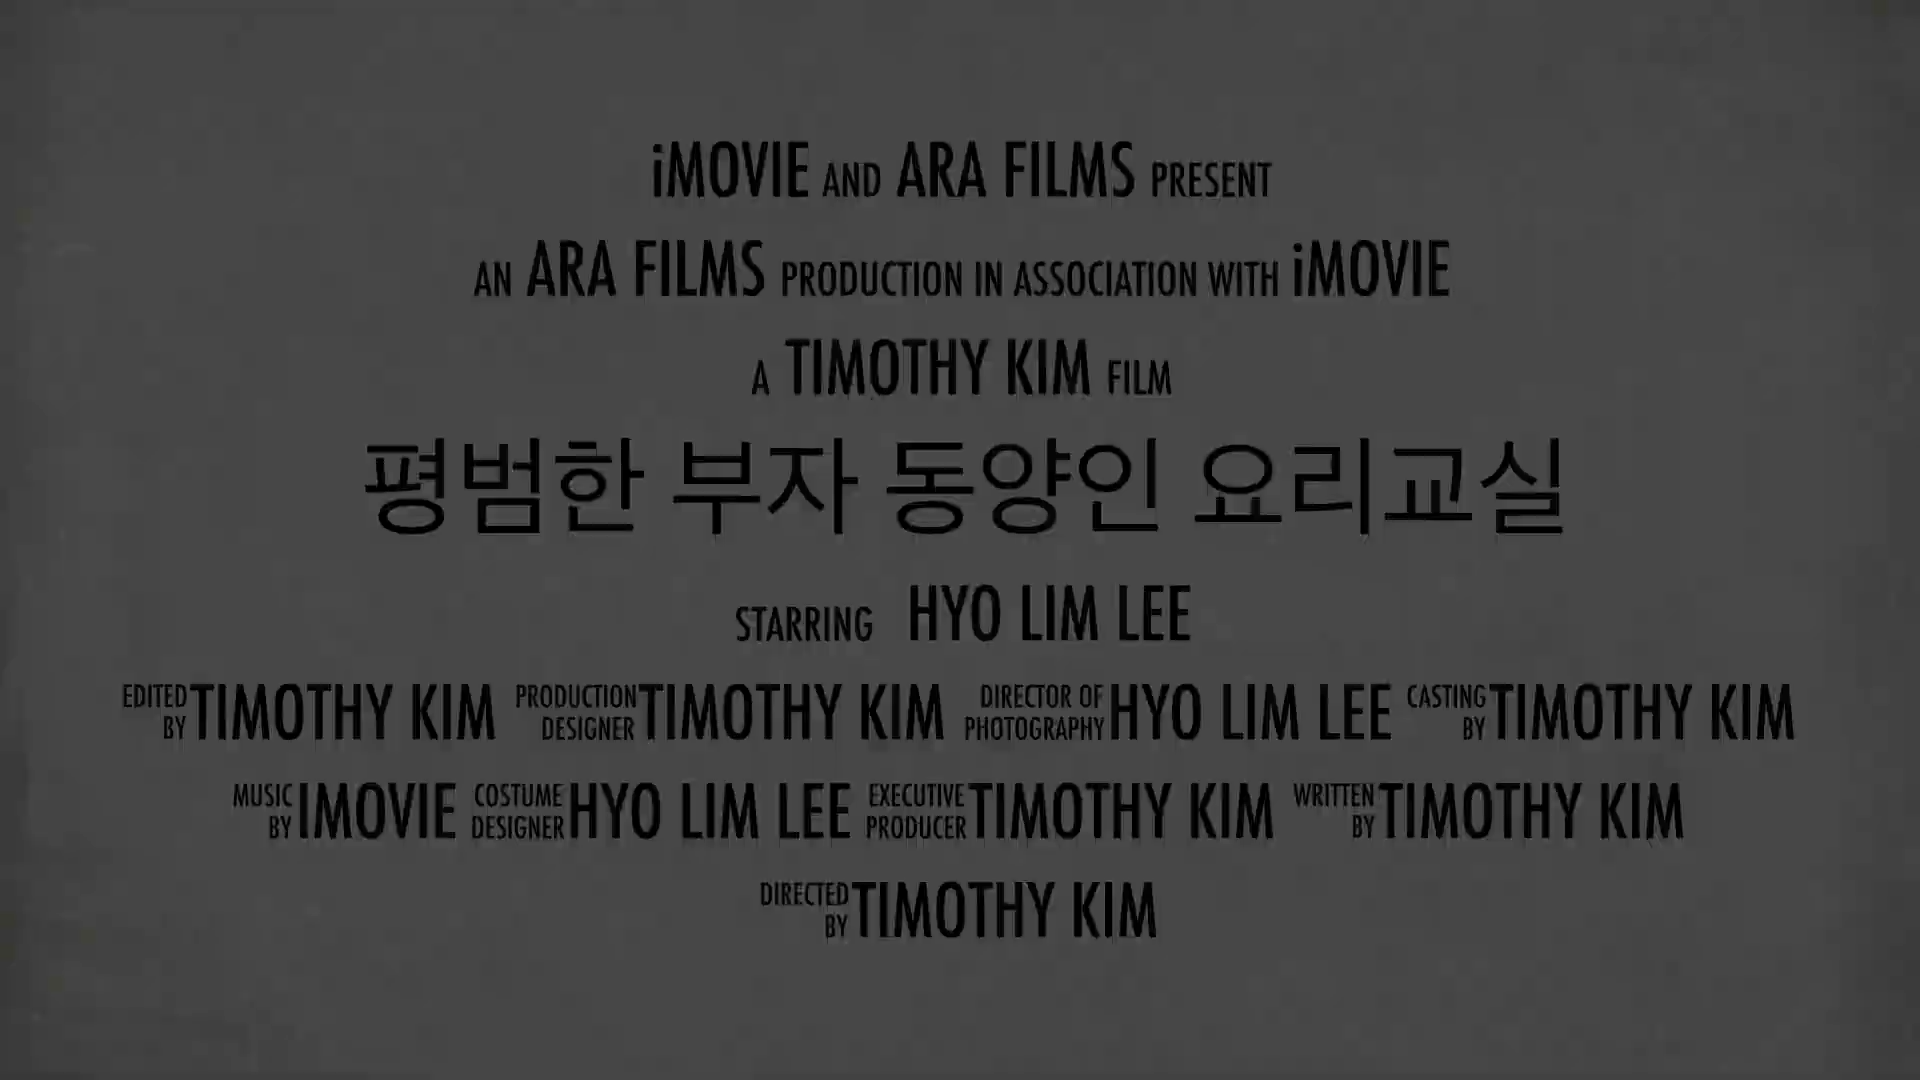 iMOVIE AND ARA FILMS PRESENT
AN ARA FILMS PRODUCTION IN ASSOCIATION WITH iMOVIE
A TIMOTHY KIM FILM
평범한 부자 동양인 요리교실
STARRING HYO LIM LEE
EDITED BY TIMOTHY KIM PRODUCTION DESIGNER TIMOTHY KIM DIRECTOR OF PHOTOGRAPHY HYO LIM LEE CASTING BY TIMOTHY KIM
MUSIC BY IMOVIE COSTUME DESIGNER HYO LIM LEE EXECUTIVE PRODUCER TIMOTHY KIM WRITTEN BY TIMOTHY KIM
DIRECTED BY TIMOTHY KIM